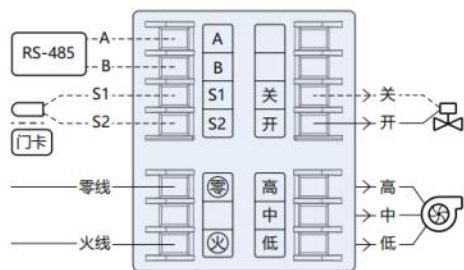 RS-485
A
A
B
B
S1
S1
关
关
S2
S2
开
开
门卡
零线
零
高
高
中
中
火线
火
低
低